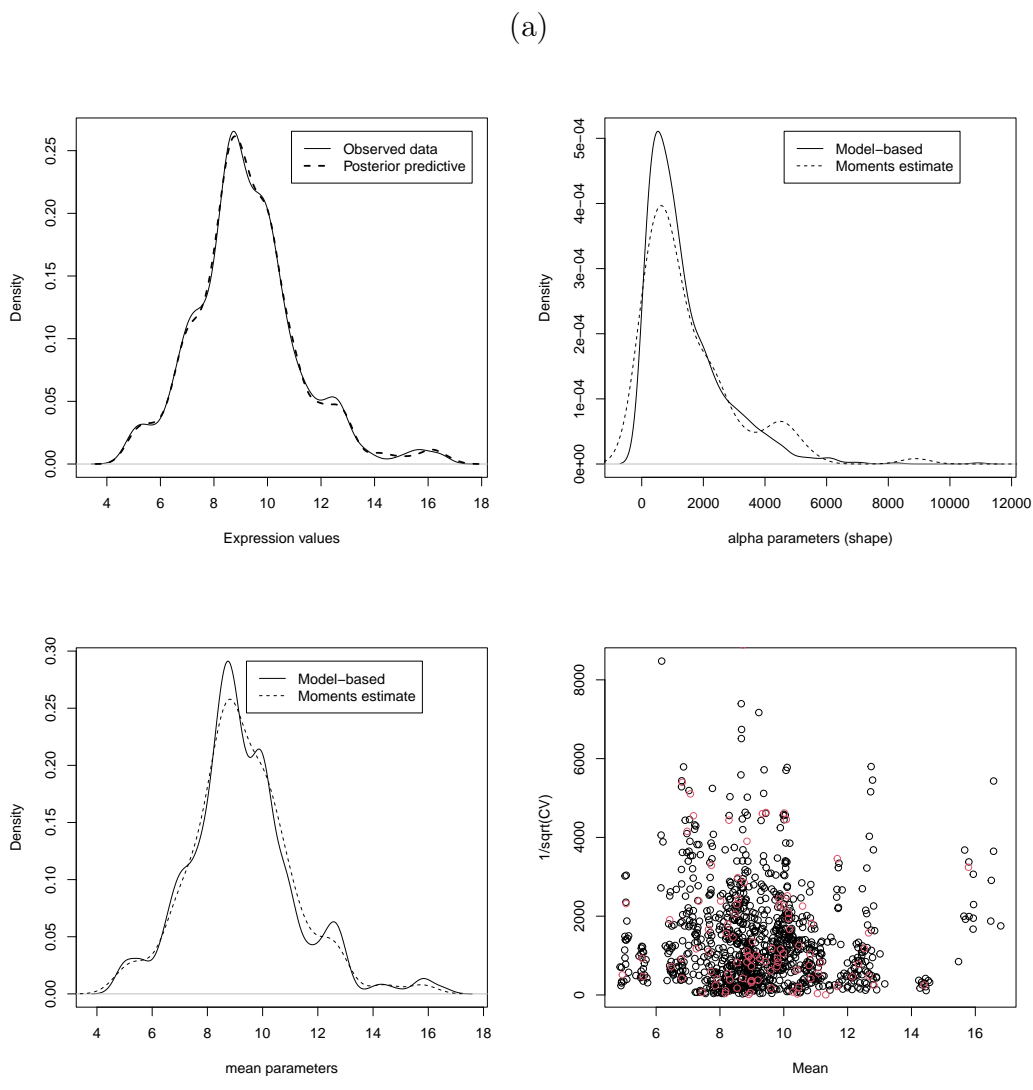 (a)
Density
0.00 0.05 0.10 0.15 0.20 0.25
Observed data
Posterior predictive
4 6 8 10 12 14 16 18
Expression values
Density
0e+00 1e−04 2e−04 3e−04 4e−04 5e−04
Model−based
Moments estimate
0 2000 4000 6000 8000 10000 12000
alpha parameters (shape)
Density
0.00 0.05 0.10 0.15 0.20 0.25 0.30
Model−based
Moments estimate
4 6 8 10 12 14 16 18
mean parameters
1/sqrt(CV)
0 2000 4000 6000 8000
6 8 10 12 14 16
Mean